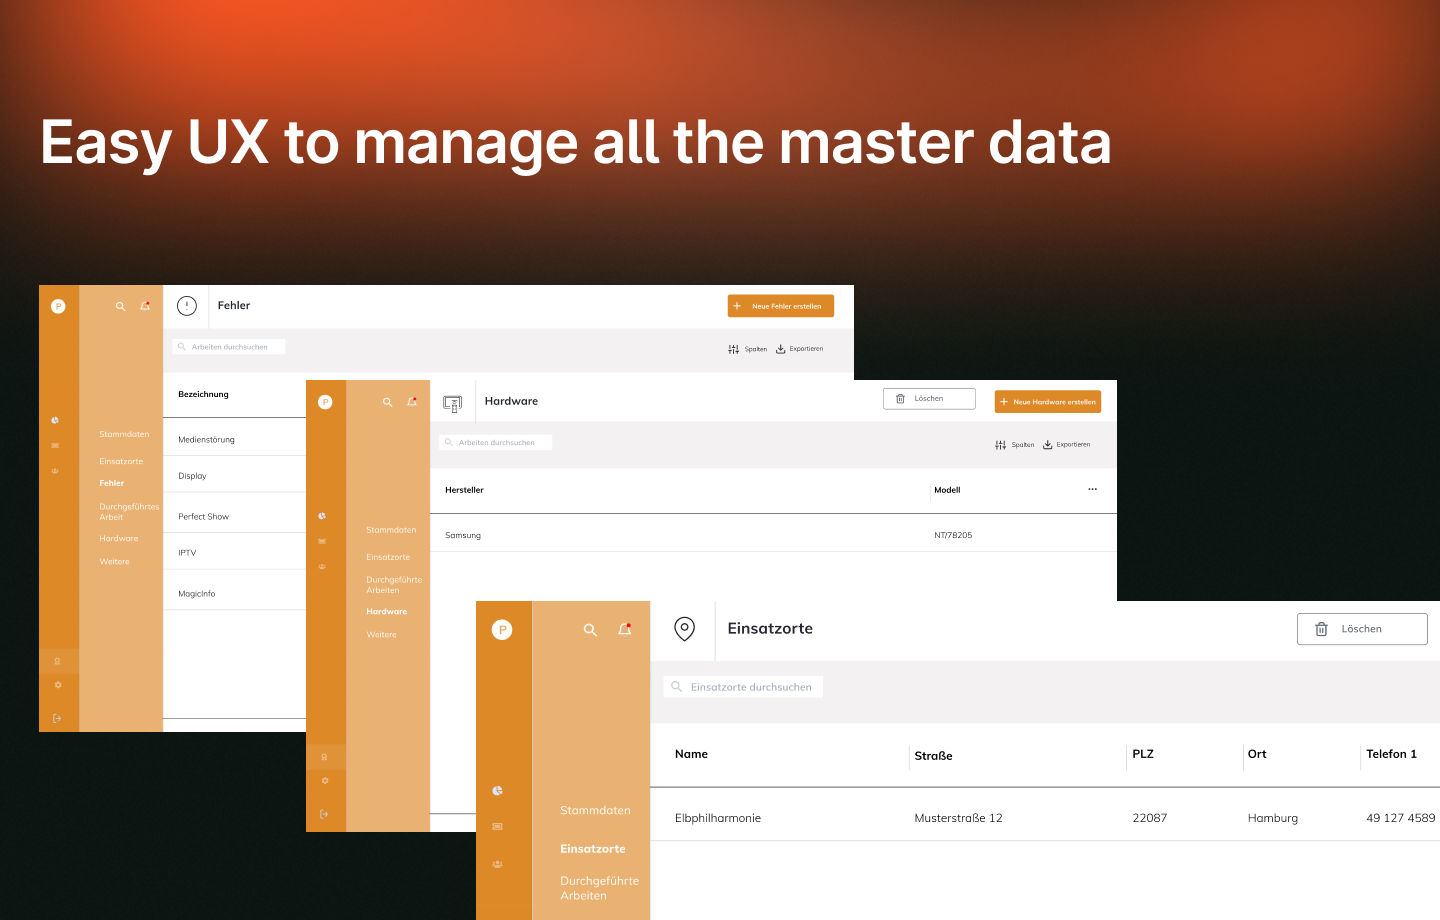 Easy UX to manage all the master data
P
Fehler
Neue Fehler erstellen
Arbeiten durchsuchen
Spalten
Exportieren
Bezeichnung
Medienstörung
Display
Perfect Show
IPTV
MagicInfo
Stammdaten
Einsatzorte
Fehler
Durchgeführtes
Arbeit
Hardware
Weitere
P
Hardware
Löschen
Neue Hardware erstellen
Arbeiten durchsuchen
Spalten
Exportieren
Hersteller
Modell
Samsung
NT/78205
Stammdaten
Einsatzorte
Durchgeführte
Arbeiten
Hardware
Weitere
P
Einsatzorte
Löschen
Einsatzorte durchsuchen
Name
Straße
PLZ
Ort
Telefon 1
Elbphilharmonie
Musterstraße 12
22087
Hamburg
49 127 4589
Stammdaten
Einsatzorte
Durchgeführte
Arbeiten